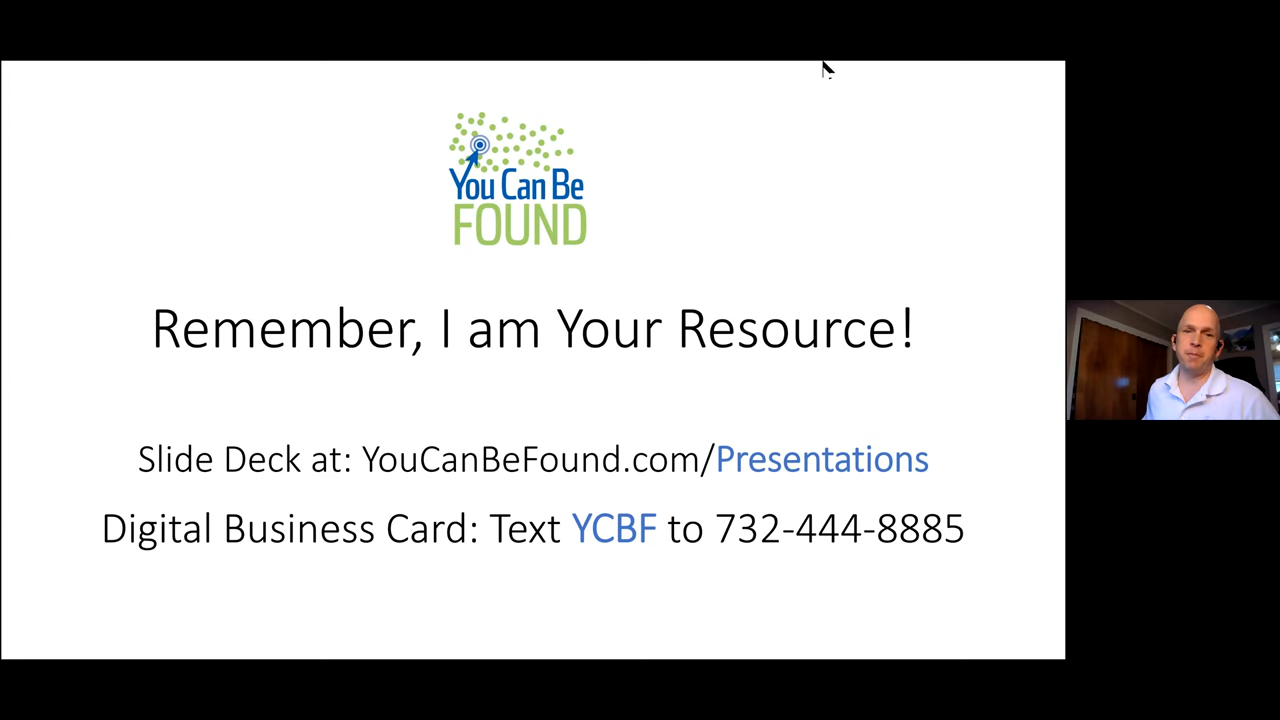 You Can Be
FOUND
Remember, I am Your Resource!
Slide Deck at: YouCanBeFound.com/Presentations
Digital Business Card: Text YCBF to 732-444-8885